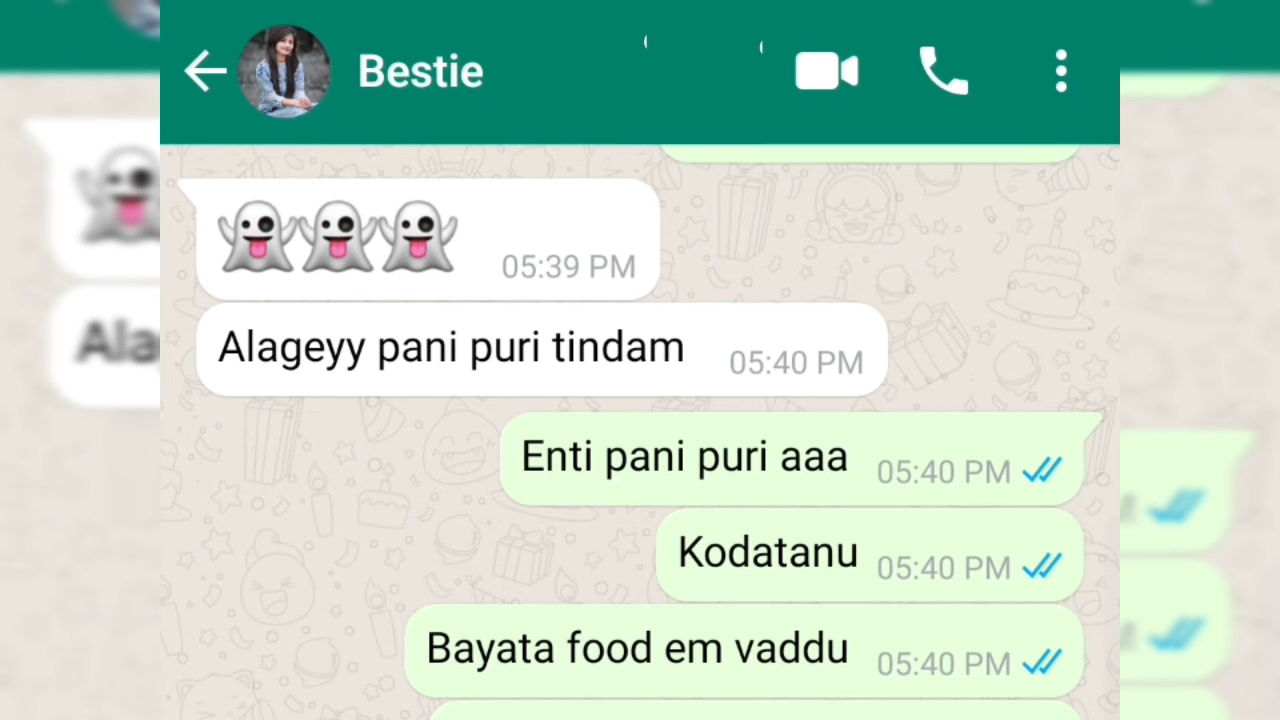 Bestie
👻👻👻 05:39 PM
Alageyy pani puri tindam 05:40 PM
Enti pani puri aaa 05:40 PM
Kodatanu 05:40 PM
Bayata food em vaddu 05:40 PM